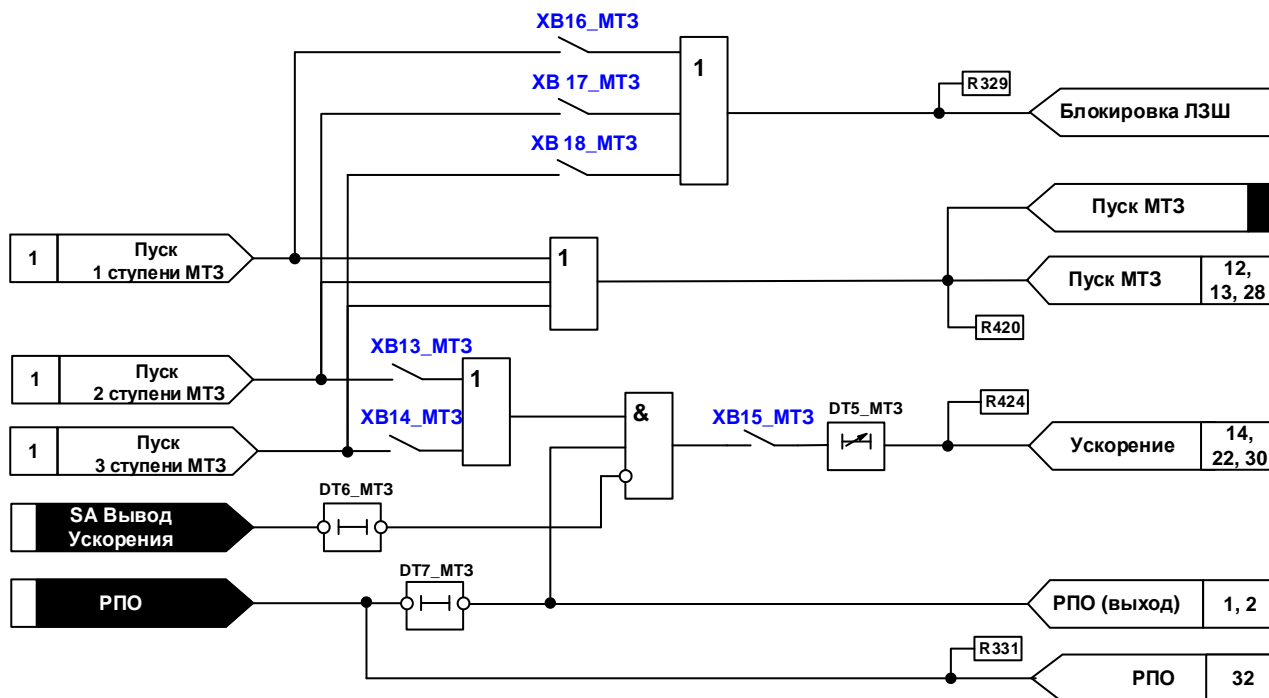 XB16_МТЗ
1
XB 17_МТЗ
R329
Блокировка ЛЗШ
XB 18_МТЗ
Пуск МТЗ
1
Пуск
1 ступени МТЗ
1
Пуск МТЗ
12,
13, 28
R420
XB13_МТЗ
1
Пуск
2 ступени МТЗ
1
XB14_МТЗ
&
XB15_МТЗ
DT5_МТЗ
R424
1
Пуск
3 ступени МТЗ
Ускорение
14,
22, 30
DT6_МТЗ
SA Вывод
Ускорения
DT7_МТЗ
РПО
РПО (выход)
1, 2
R331
РПО
32